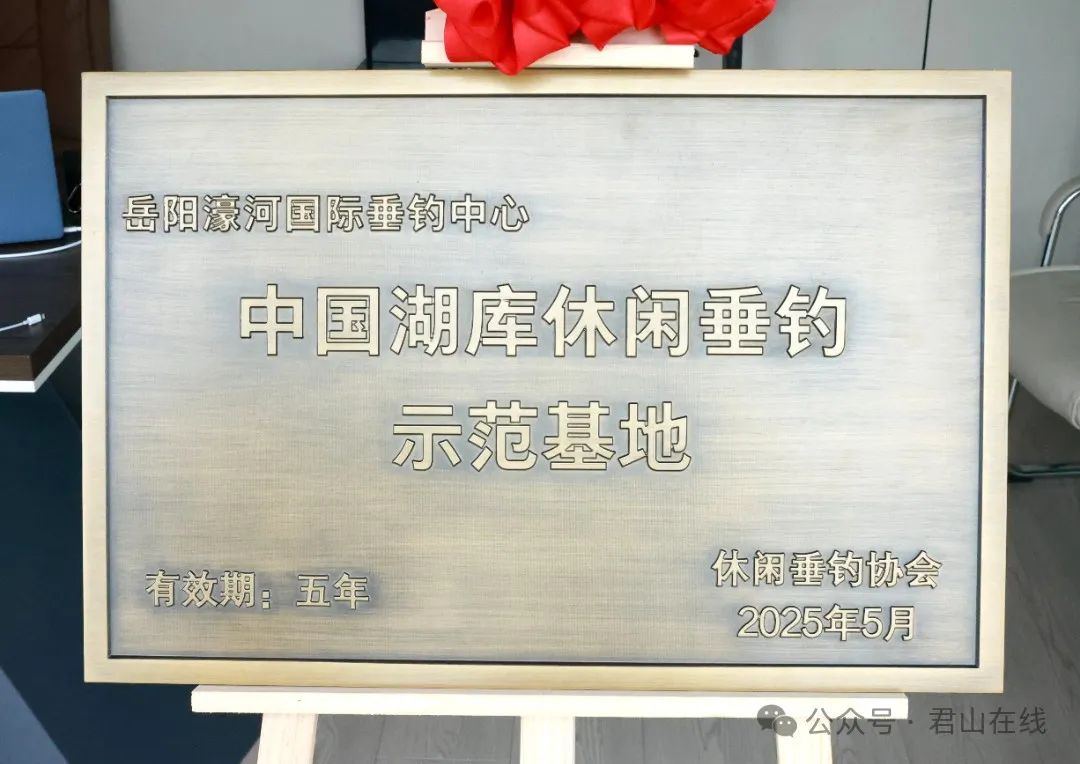 岳阳濠河国际垂钓中心
中国湖库休闲垂钓
示范基地
有效期：五年
休闲垂钓协会
2025年5月
公众号·君山在线